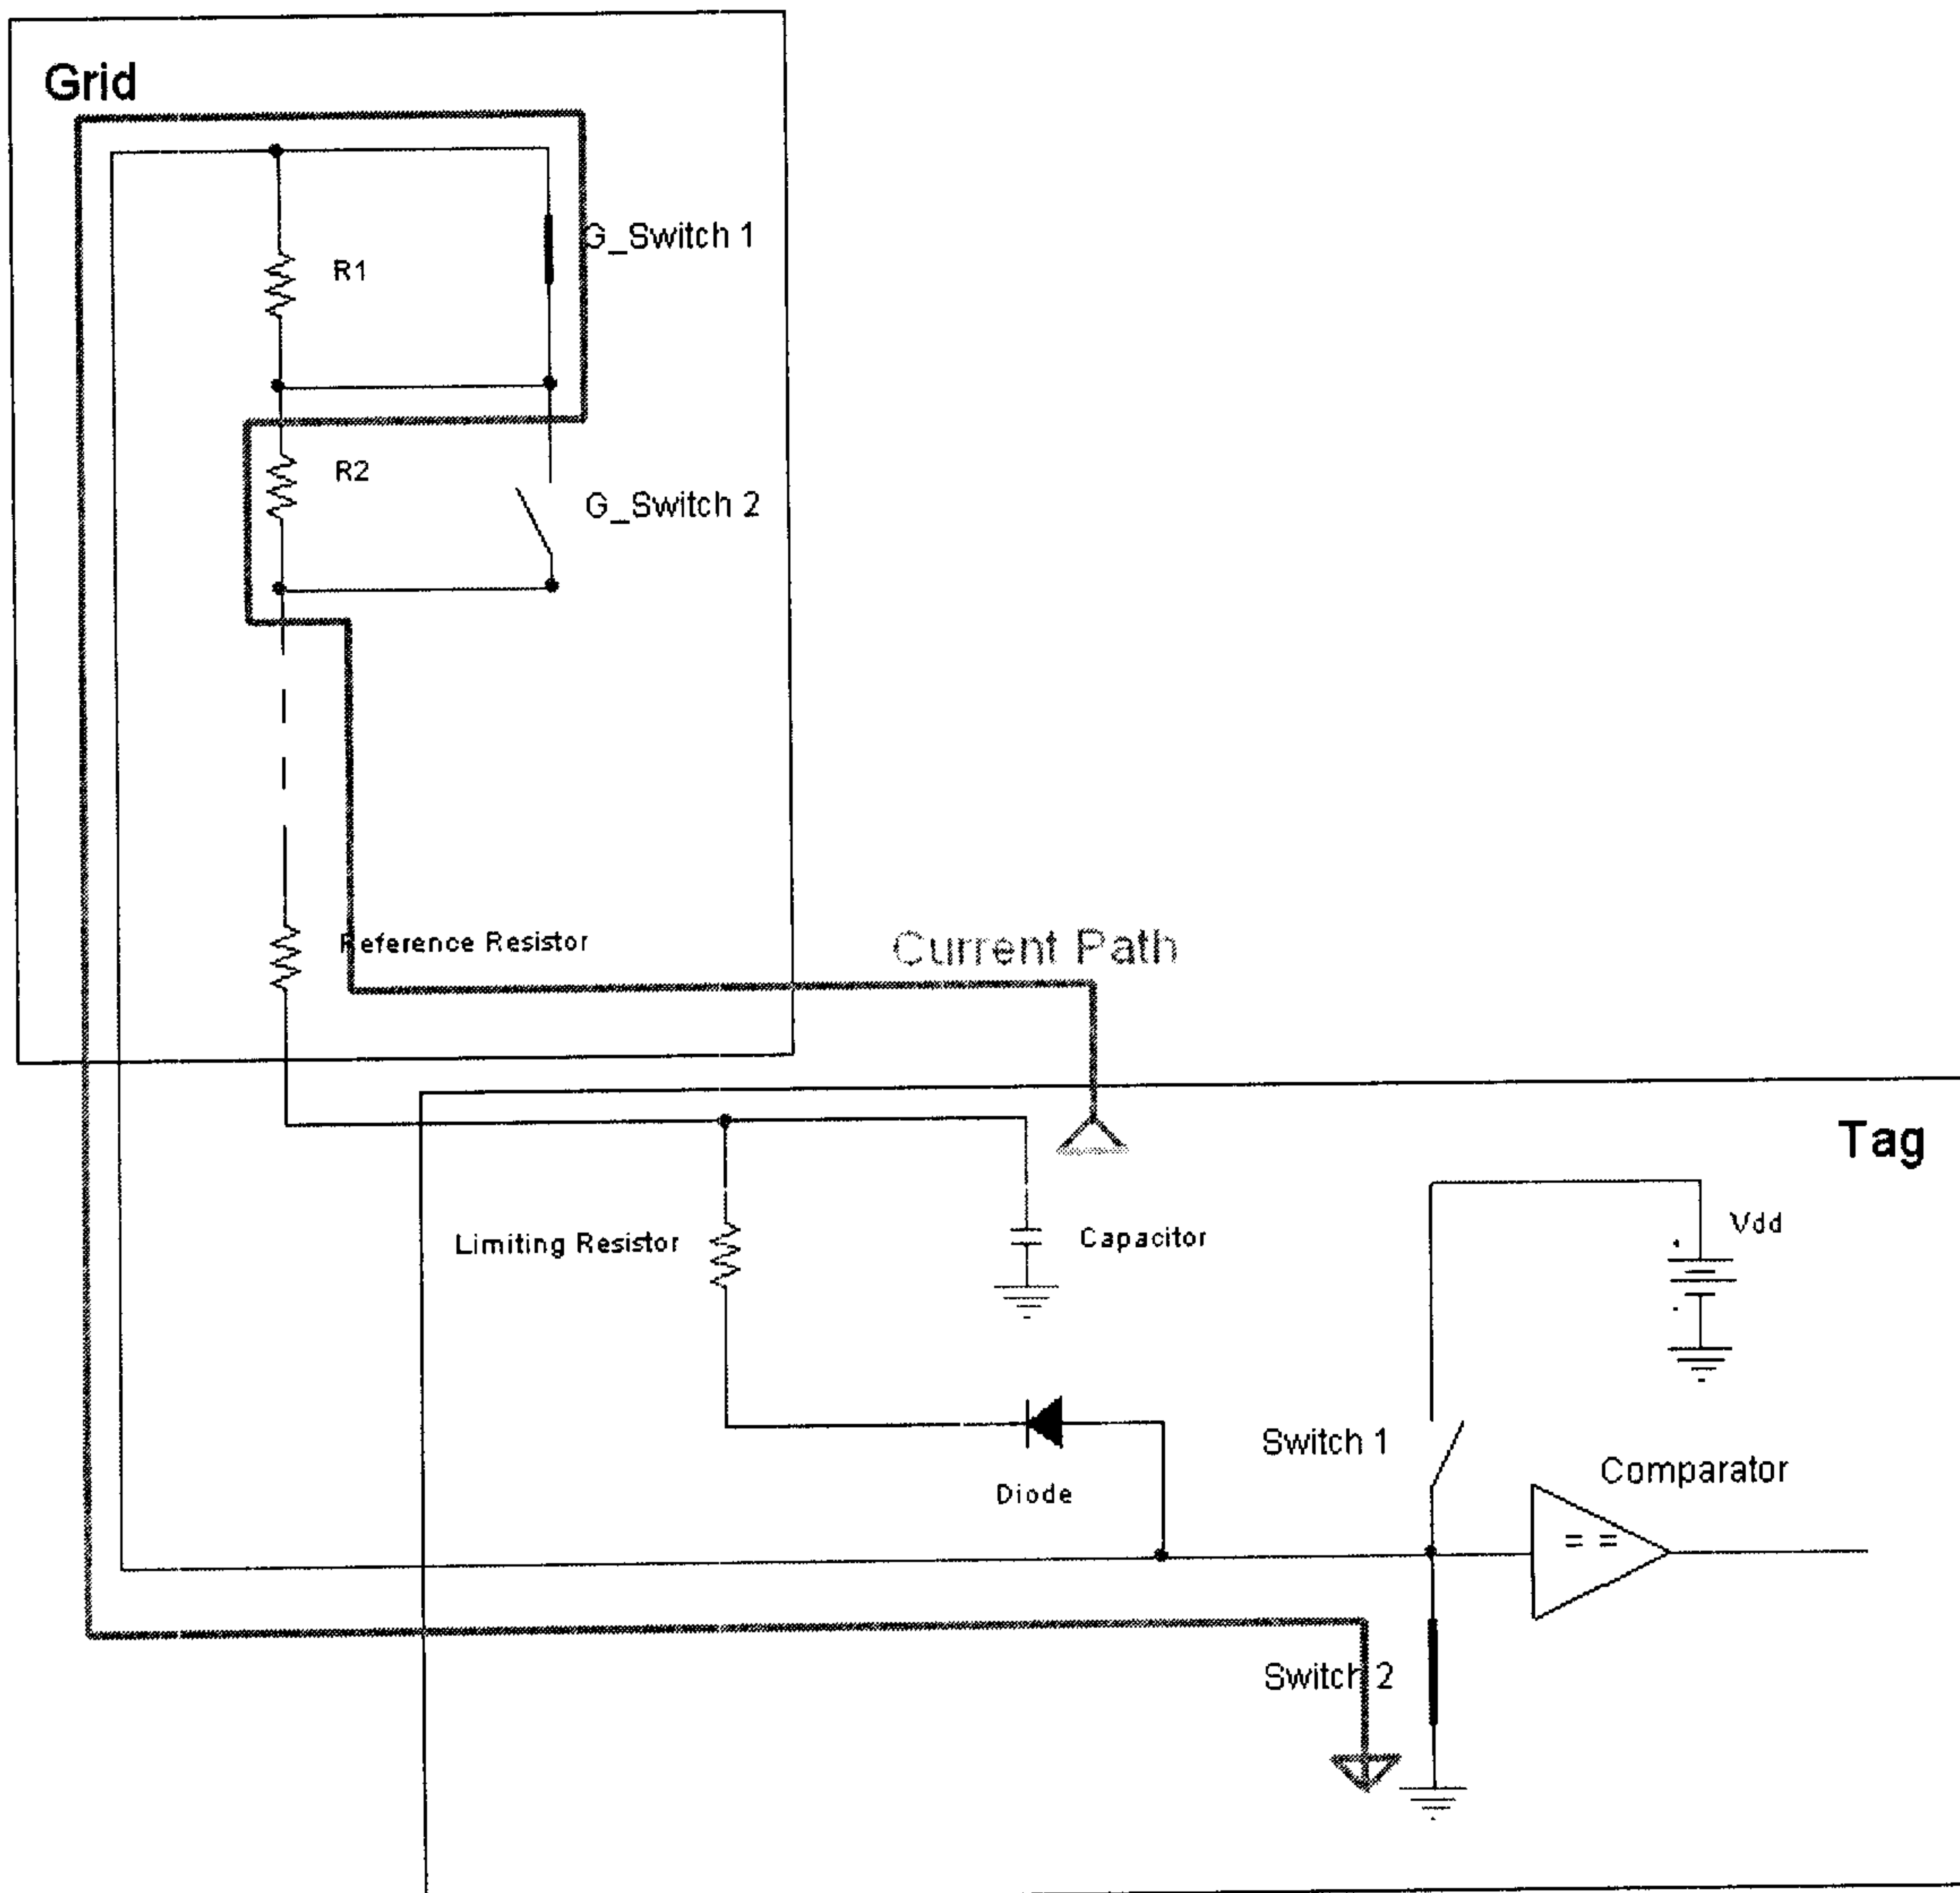 Grid
G_Switch 1
R1
R2
G_Switch 2
Reference Resistor
Current Path
Tag
Vdd
Limiting Resistor
Capacitor
Switch 1
Comparator
Diode
= =
Switch 2